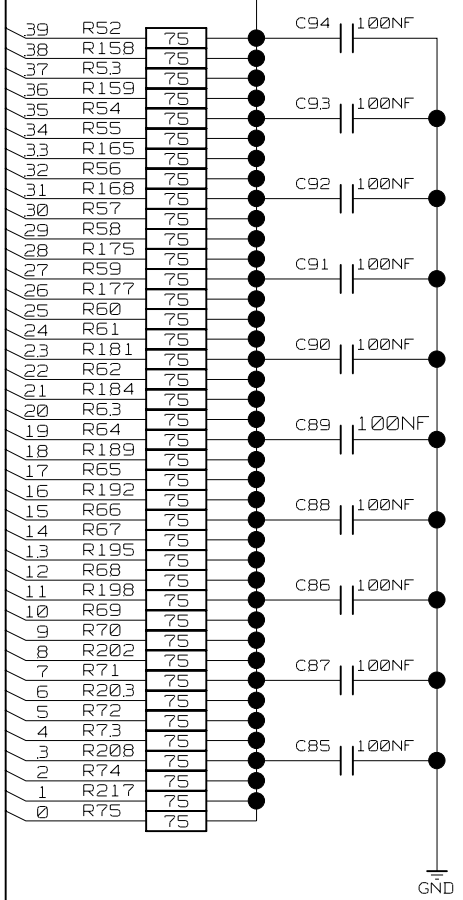 39 R52 75 C94 100NF
38 R158 75
37 R53 75
36 R159 75
35 R54 75 C93 100NF
34 R55 75
33 R165 75
32 R56 75
31 R168 75 C92 100NF
30 R57 75
29 R58 75
28 R175 75
27 R59 75 C91 100NF
26 R177 75
25 R60 75
24 R61 75
23 R181 75 C90 100NF
22 R62 75
21 R184 75
20 R63 75
19 R64 75 C89 100NF
18 R189 75
17 R65 75
16 R192 75
15 R66 75 C88 100NF
14 R67 75
13 R195 75
12 R68 75
11 R198 75 C86 100NF
10 R69 75
9 R70 75
8 R202 75
7 R71 75 C87 100NF
6 R203 75
5 R72 75
4 R73 75
3 R208 75 C85 100NF
2 R74 75
1 R217 75
0 R75 75
GND